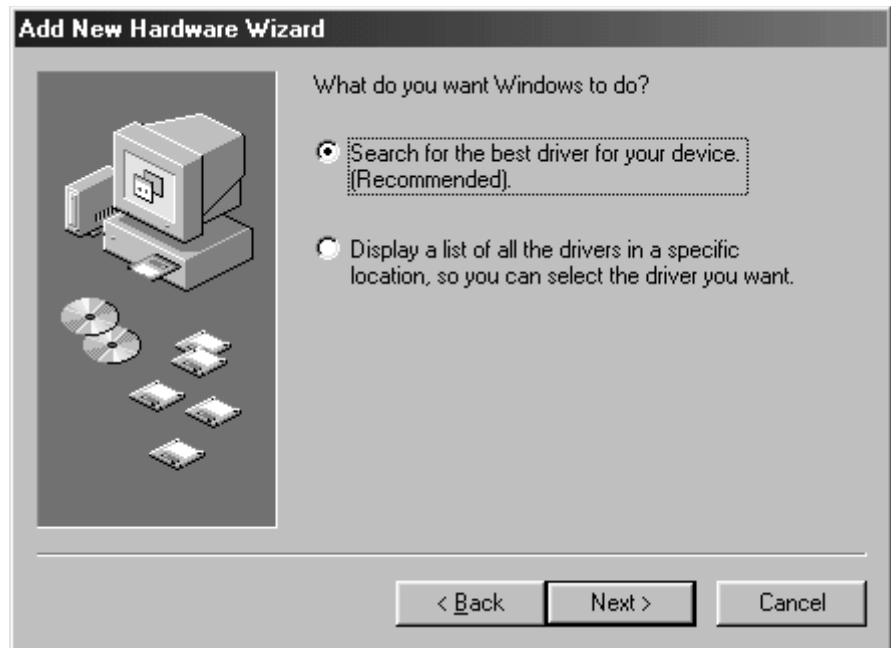 Add New Hardware Wizard
What do you want Windows to do?
Search for the best driver for your device.
(Recommended).
Display a list of all the drivers in a specific
location, so you can select the driver you want.
< Back
Next >
Cancel